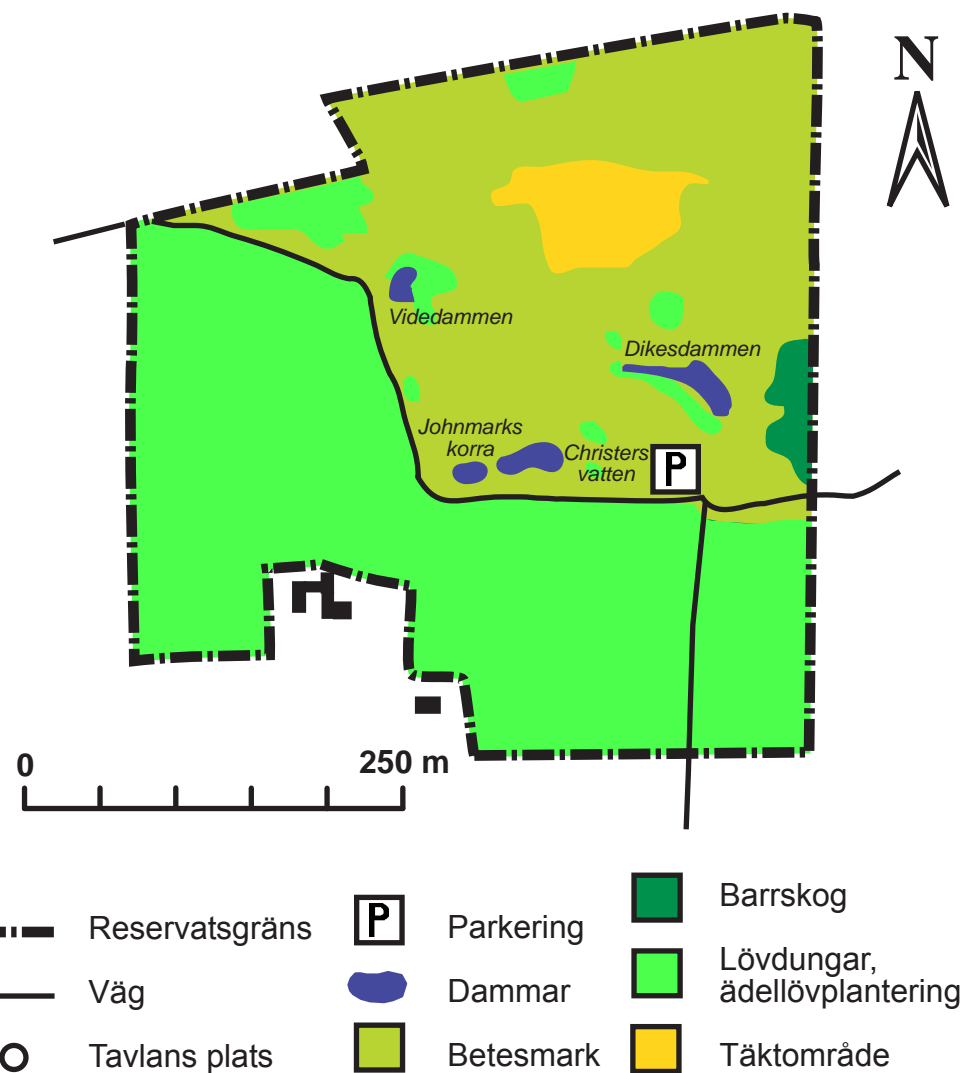 N
Videdammen
Dikesdammen
Johnmarks
korra
Christers
vatten
P
0
250 m
Reservatsgräns
Väg
Tavlans plats
P
Parkering
Dammar
Betesmark
Barrskog
Lövdungar,
ädellövplantering
Täktområde